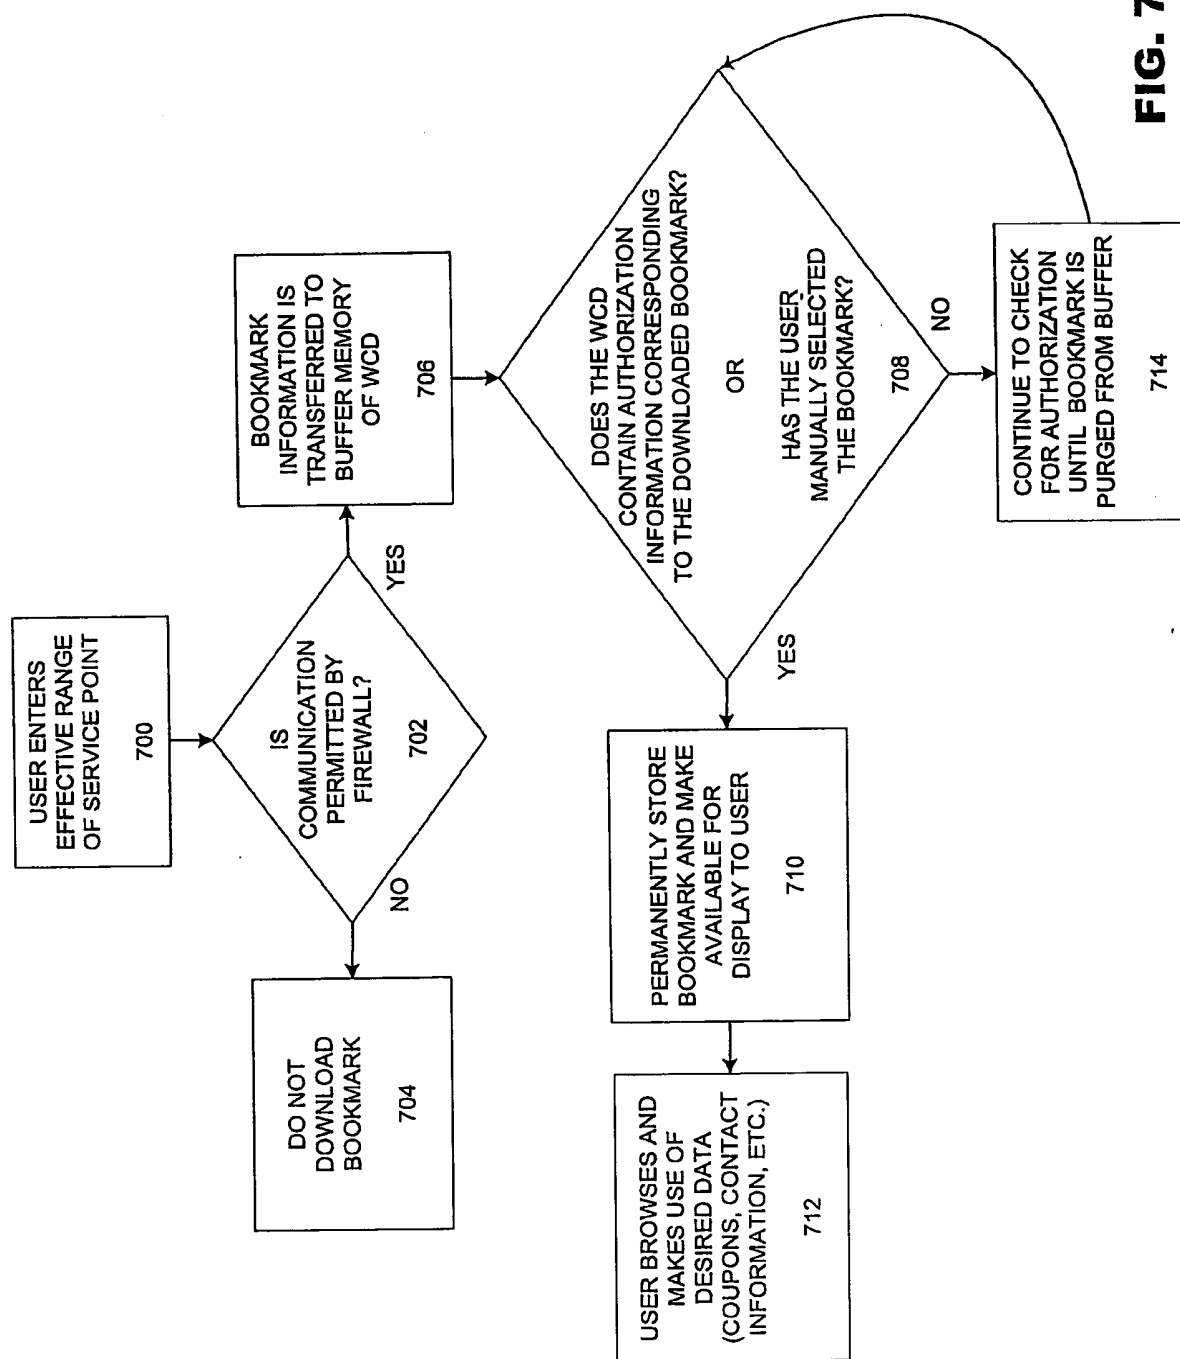 USER ENTERS
EFFECTIVE RANGE
OF SERVICE POINT
700
IS
COMMUNICATION
PERMITTED BY
FIREWALL?
702
NO
YES
DO NOT
DOWNLOAD
BOOKMARK
704
BOOKMARK
INFORMATION IS
TRANSFERRED TO
BUFFER MEMORY
OF WCD
706
DOES THE WCD
CONTAIN AUTHORIZATION
INFORMATION CORRESPONDING
TO THE DOWNLOADED BOOKMARK?
OR
HAS THE USER
MANUALLY SELECTED
THE BOOKMARK?
708
YES
NO
PERMANENTLY STORE
BOOKMARK AND MAKE
AVAILABLE FOR
DISPLAY TO USER
710
USER BROWSES AND
MAKES USE OF
DESIRED DATA
(COUPONS, CONTACT
INFORMATION, ETC.)
712
CONTINUE TO CHECK
FOR AUTHORIZATION
UNTIL BOOKMARK IS
PURGED FROM BUFFER
714
FIG. 7